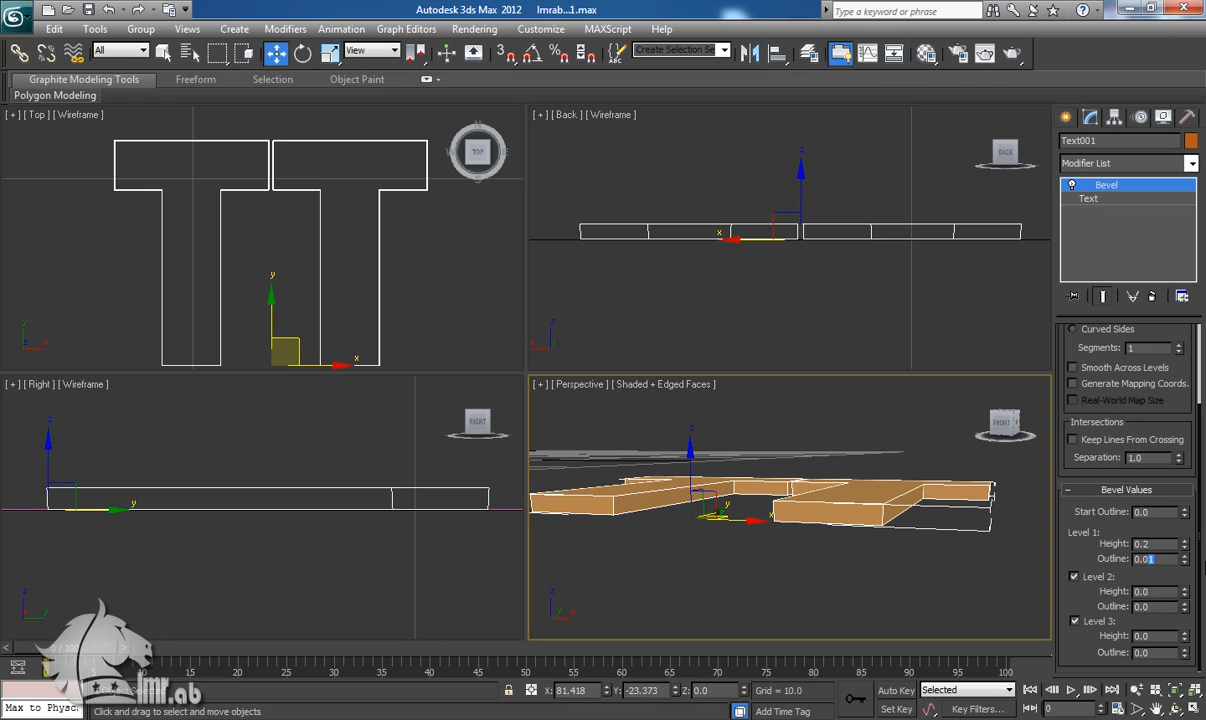 Autodesk 3ds Max 2012    lmrab...1.max
Type a keyword or phrase
Edit Tools Group Views Create Modifiers Animation Graph Editors Rendering Customize MAXScript Help
All View Create Selection Se
Graphite Modeling Tools Freeform Selection Object Paint
Polygon Modeling
[ + ] [ Top ] [ Wireframe ]
TOP
[ + ] [ Back ] [ Wireframe ]
BACK
[ + ] [ Right ] [ Wireframe ]
RIGHT
[ + ] [ Perspective ] [ Shaded + Edged Faces ]
FRONT
Text001
Modifier List
Bevel
Text
Curved Sides
Segments: 1
Smooth Across Levels
Generate Mapping Coords.
Real-World Map Size
Intersections
Keep Lines From Crossing
Separation: 1.0
Bevel Values
Start Outline: 0.0
Level 1:
Height: 0.2
Outline: 0.01
Level 2:
Height: 0.0
Outline: 0.0
Level 3:
Height: 0.0
Outline: 0.0
0 / 100
0 5 10 15 20 25 30 35 40 45 50 55 60 65 70 75 80 85 90 95 100
X: 81.418 Y: -23.373 Z: 0.0 Grid = 10.0
Auto Key Selected
Max to Physc
Click and drag to select and move objects
Add Time Tag
Set Key Key Filters... 0
lmr.ab